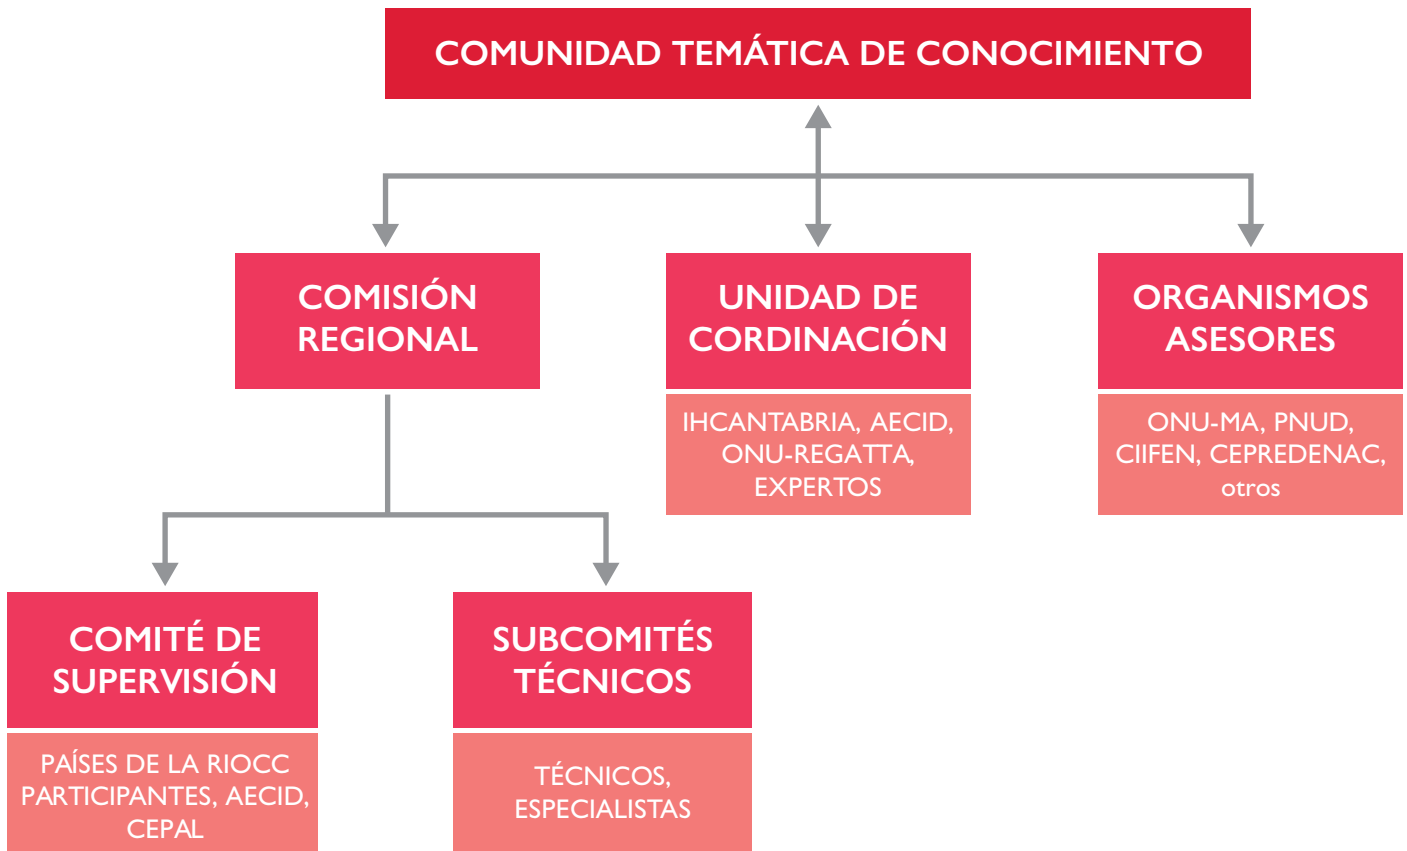 COMUNIDAD TEMÁTICA DE CONOCIMIENTO
COMISIÓN
REGIONAL
UNIDAD DE
CORDINACIÓN
IHCANTABRIA, AECID,
ONU-REGATTA,
EXPERTOS
ORGANISMOS
ASESORES
ONU-MA, PNUD,
CIIFEN, CEPREDENAC,
otros
COMITÉ DE
SUPERVISIÓN
PAÍSES DE LA RIOCC
PARTICIPANTES, AECID,
CEPAL
SUBCOMITÉS
TÉCNICOS
TÉCNICOS,
ESPECIALISTAS